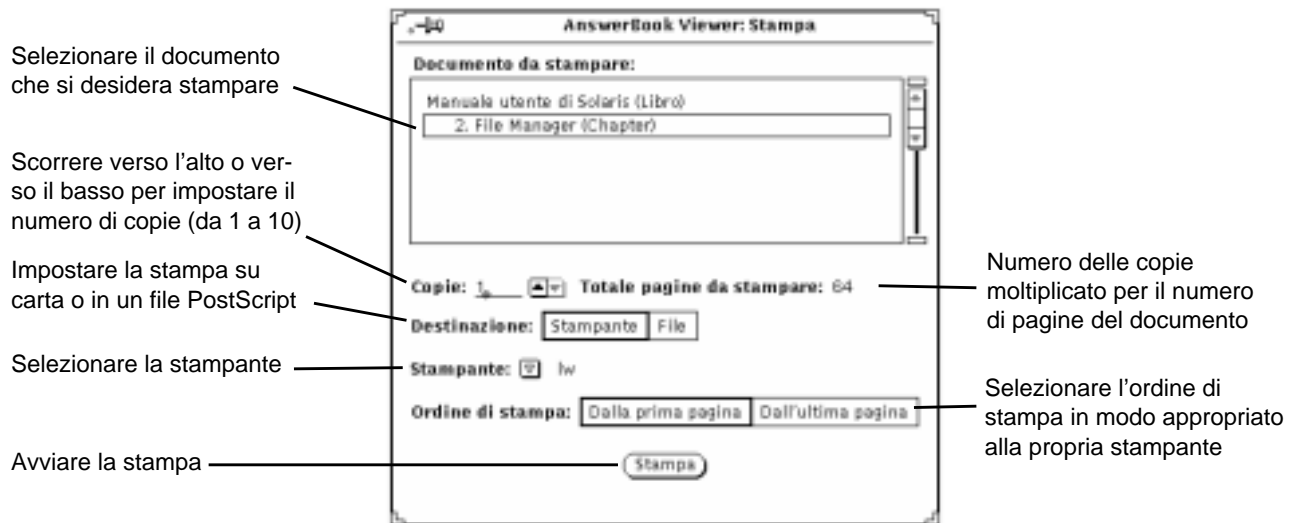 AnswerBook Viewer: Stampa
Selezionare il documento
che si desidera stampare
Documento da stampare:
Manuale utente di Solaris (Libro)
2. File Manager (Chapter)
Scorrere verso l'alto o ver-
so il basso per impostare il
numero di copie (da 1 a 10)
Impostare la stampa su
carta o in un file PostScript
Copie: 1 Totale pagine da stampare: 64
Numero delle copie
moltiplicato per il numero
di pagine del documento
Destinazione: Stampante File
Selezionare la stampante
Stampante: lw
Ordine di stampa: Dalla prima pagina Dall'ultima pagina
Selezionare l'ordine di
stampa in modo appropriato
alla propria stampante
Avviare la stampa
Stampa